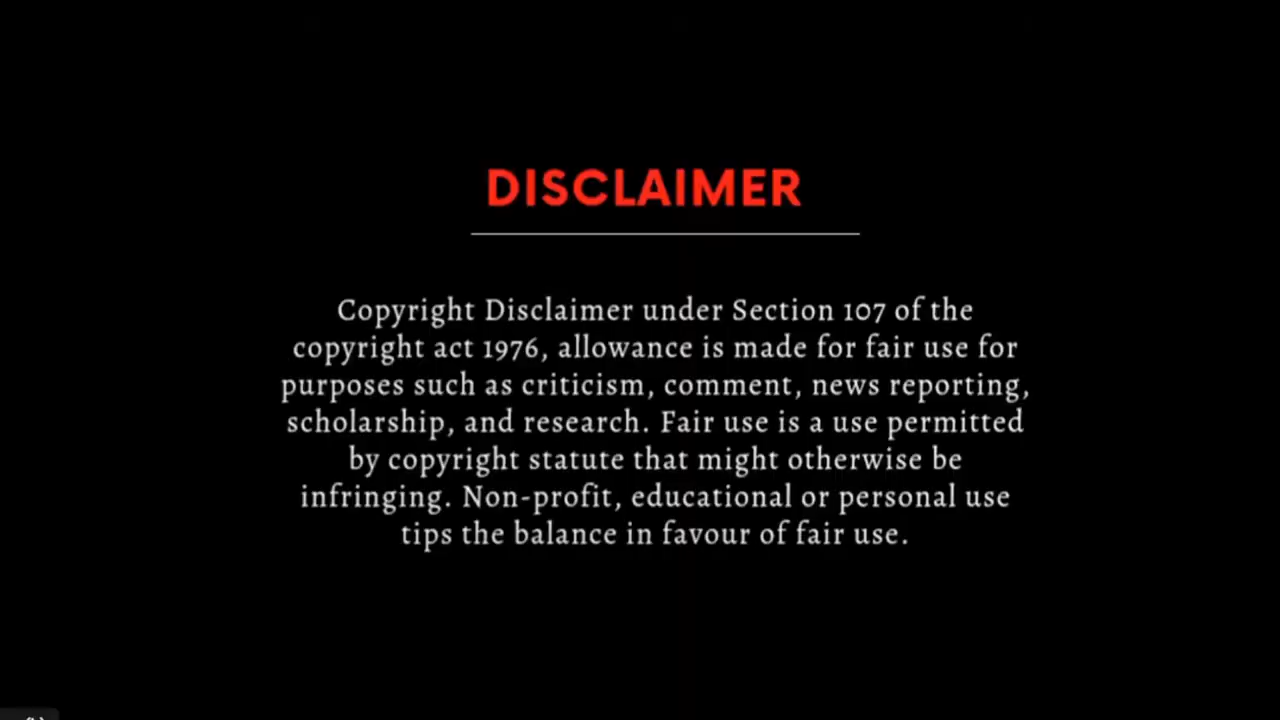 DISCLAIMER
Copyright Disclaimer under Section 107 of the
copyright act 1976, allowance is made for fair use for
purposes such as criticism, comment, news reporting,
scholarship, and research. Fair use is a use permitted
by copyright statute that might otherwise be
infringing. Non-profit, educational or personal use
tips the balance in favour of fair use.